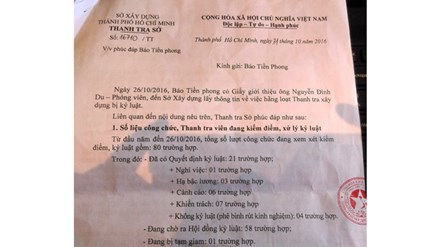 SỞ XÂY DỰNG
THÀNH PHỐ HỒ CHÍ MINH
THANH TRA SỞ
CỘNG HÒA XÃ HỘI CHỦ NGHĨA VIỆT NAM
Độc lập - Tự do - Hạnh phúc
Số: /TT
V/v phúc đáp Báo Tiền phong
Thành phố Hồ Chí Minh, ngày 31 tháng 10 năm 2016
Kính gửi: Báo Tiền Phong
Ngày 26/10/2016, Báo Tiền phong có Giấy giới thiệu ông Nguyễn Đình
Du – Phóng viên, đến Sở Xây dựng lấy thông tin về việc hằng loạt Thanh tra xây
dựng bị kỷ luật.
Liên quan đến nội dung nêu trên, Thanh tra Sở phúc đáp như sau:
1. Số liệu công chức, Thanh tra viên đang kiểm điểm, xử lý kỷ luật
Từ đầu năm đến 26/10/2016, tổng số lượt công chức đang xem xét kiểm
điểm, kỷ luật gồm: 80 trường hợp.
Trong đó: - Đã có Quyết định kỷ luật: 21 trường hợp;
+ Nghỉ việc: 01 trường hợp
+ Hạ bậc lương: 03 trường hợp
+ Cảnh cáo: 06 trường hợp
+ Khiển trách: 07 trường hợp
+ Không kỷ luật (phê bình rút kinh nghiệm): 04 trường hợp.
- Đang chờ ra Hội đồng kỷ luật: 58 trường hợp;
- Đang bị tạm giam: 01 trường hợp.